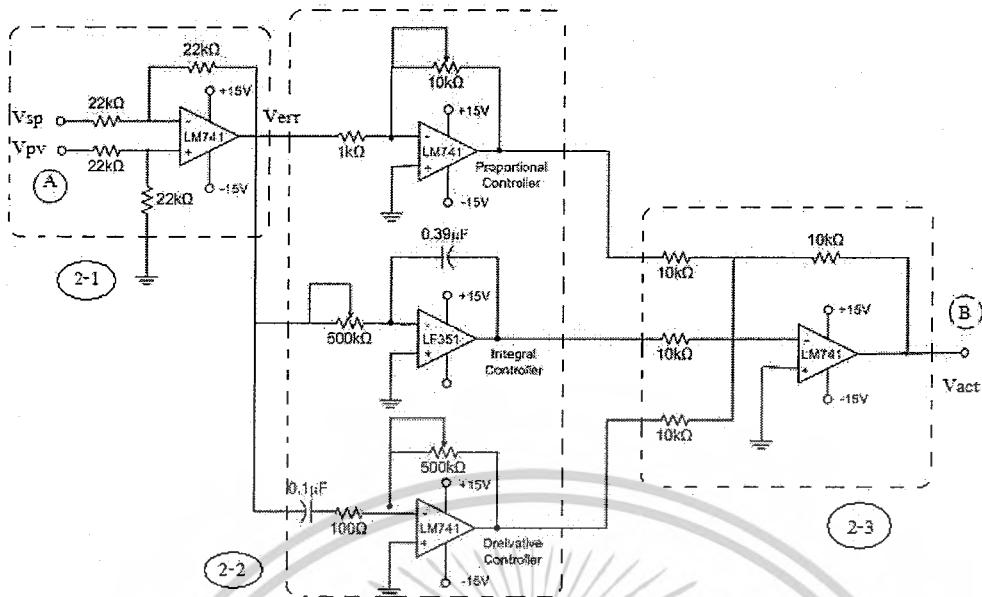 22kΩ
+15V
22kΩ
Vsp
-
LM741
Verr
Vpv
+
22kΩ
A
-15V
22kΩ
2-1
10kΩ
+15V
1kΩ
-
LM741
+
Proportional
Controller
-15V
0.39µF
+15V
500kΩ
-
LF351
+
Integral
Controller
500kΩ
+15V
0.1µF
100Ω
-
LM741
+
Dreivative
Controller
-15V
2-2
10kΩ
10kΩ
+15V
10kΩ
-
LM741
+
B
10kΩ
-15V
Vact
2-3